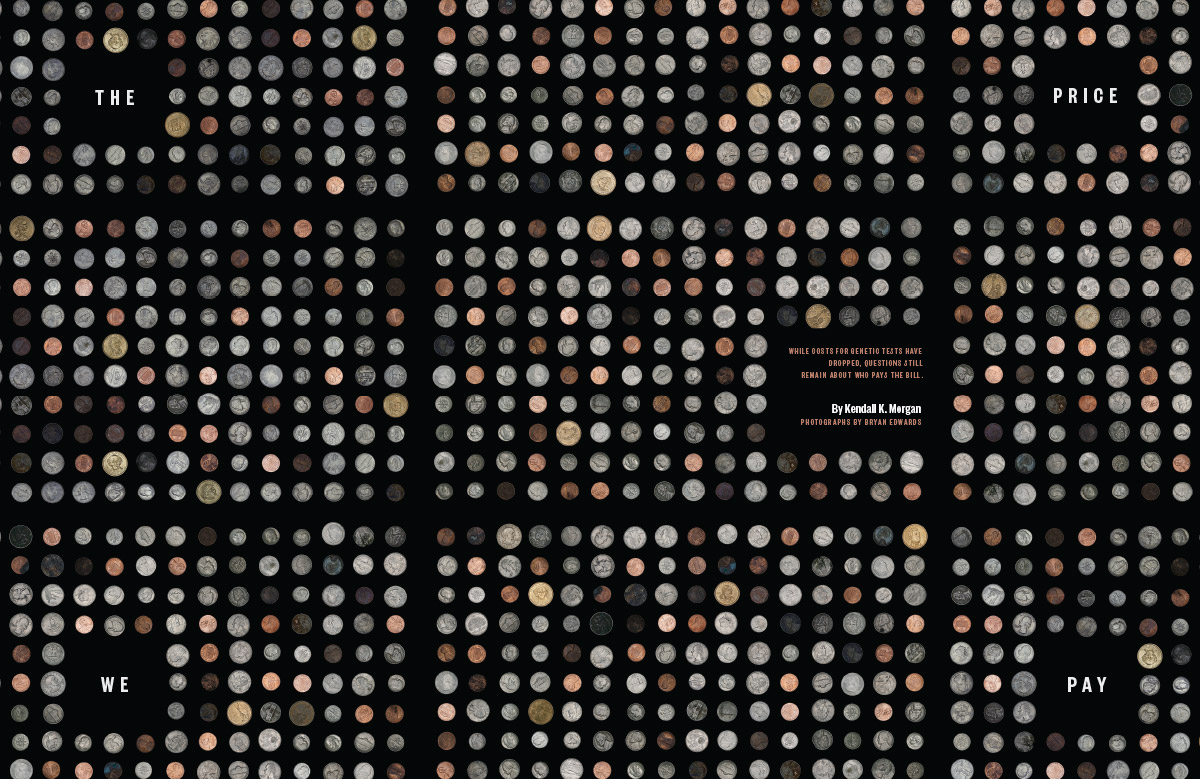 THE
PRICE
WHILE COSTS FOR GENETIC TESTS HAVE
DROPPED, QUESTIONS STILL
REMAIN ABOUT WHO PAYS THE BILL.
By Kendall K. Morgan
PHOTOGRAPHS BY BRYAN EDWARDS
WE
PAY